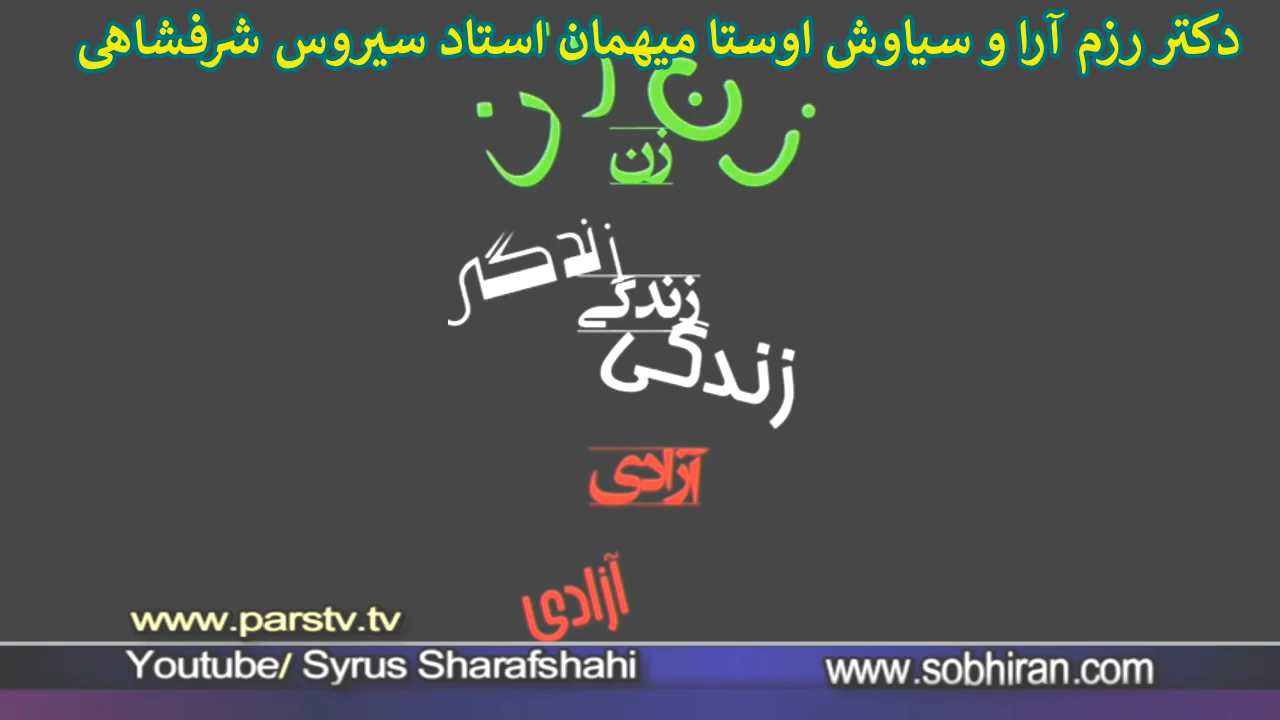 دکتر رزم آرا و سیاوش اوستا میهمان استاد سیروس شرفشاهی
زن
زندگی
زندگی
زندگی
آزادی
آزادی
www.parstv.tv
Youtube/ Syrus Sharafshahi
www.sobhiran.com